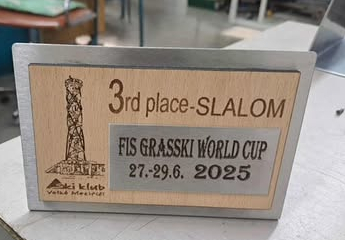 3rd place-SLALOM
FIS GRASSKI WORLD CUP
27.-29.6. 2025
Ski klub
Velké Meziříčí